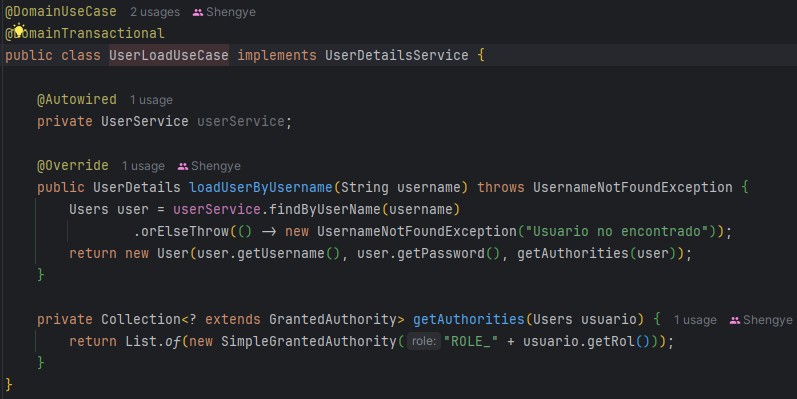 @DomainUseCase 2 usages Shengye
@DomainTransactional
public class UserLoadUseCase implements UserDetailsService {
@Autowired 1 usage
private UserService userService;
@Override 1 usage Shengye
public UserDetails loadUserByUsername(String username) throws UsernameNotFoundException {
Users user = userService.findByUserName(username)
.orElseThrow(() → new UsernameNotFoundException("Usuario no encontrado"));
return new User(user.getUsername(), user.getPassword(), getAuthorities(user));
}
private Collection<? extends GrantedAuthority> getAuthorities(Users usuario) { 1 usage Shengye
return List.of(new SimpleGrantedAuthority( role: "ROLE_" + usuario.getRol()));
}
}